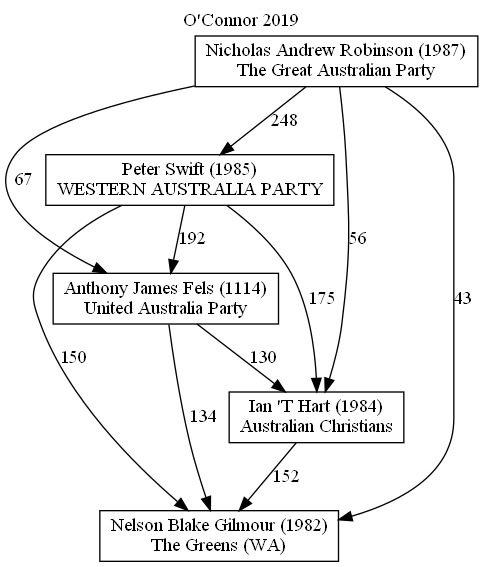 O'Connor 2019
Nicholas Andrew Robinson (1987)
The Great Australian Party
248
Peter Swift (1985)
WESTERN AUSTRALIA PARTY
67
192
56
Anthony James Fels (1114)
United Australia Party
175
43
150
130
Ian 'T Hart (1984)
Australian Christians
134
152
Nelson Blake Gilmour (1982)
The Greens (WA)